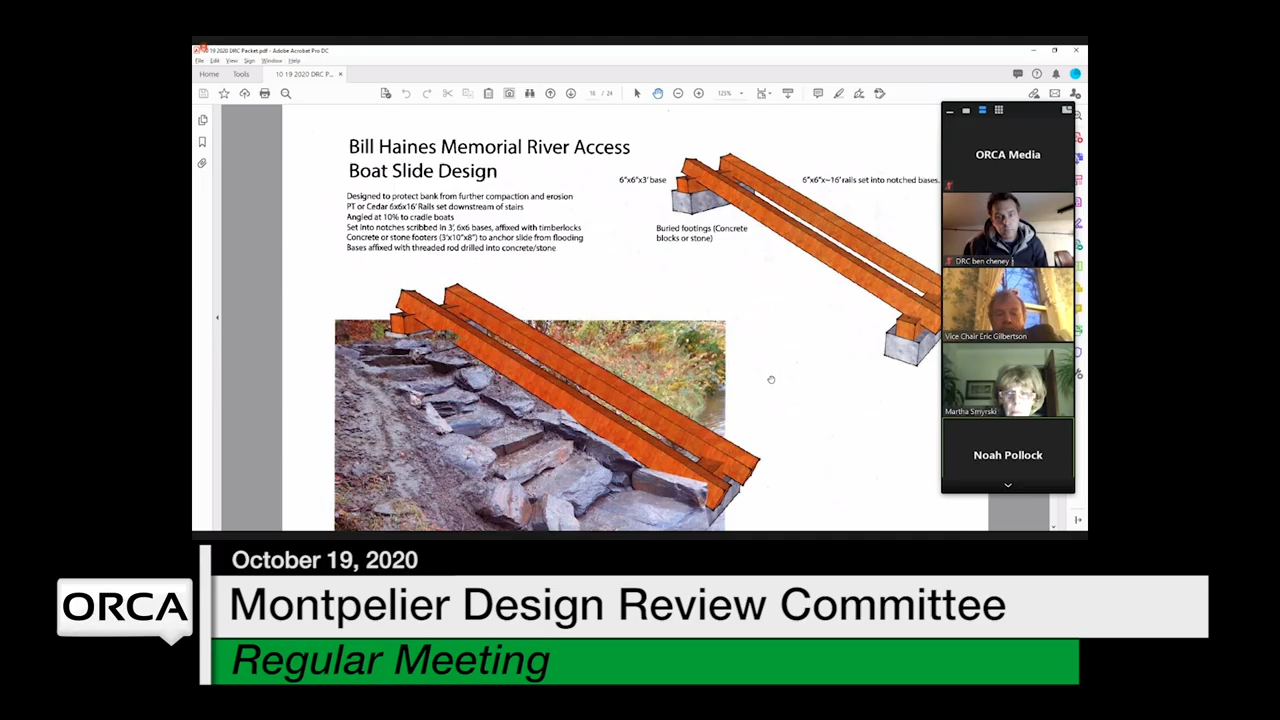 10 19 2020 DRC Packet.pdf - Adobe Acrobat Pro DC
File Edit View Sign Window Help
Home Tools 10 19 2020 DRC P... ×
16 / 24 125%
Bill Haines Memorial River Access
Boat Slide Design
Designed to protect bank from further compaction and erosion
PT or Cedar 6x6x16' Rails set downstream of stairs
Angled at 10% to cradle boats
Set into notches scribbed in 3', 6x6 bases, affixed with timberlocks
Concrete or stone footers (3'x10"x8") to anchor slide from flooding
Bases affixed with threaded rod drilled into concrete/stone
6"x6"x3' base
6"x6"x~16' rails set into notched bases.
Buried footings (Concrete
blocks or stone)
ORCA Media
DRC ben cheney
Vice Chair Eric Gilbertson
Martha Smyrski
Noah Pollock
October 19, 2020
ORCA
Montpelier Design Review Committee
Regular Meeting